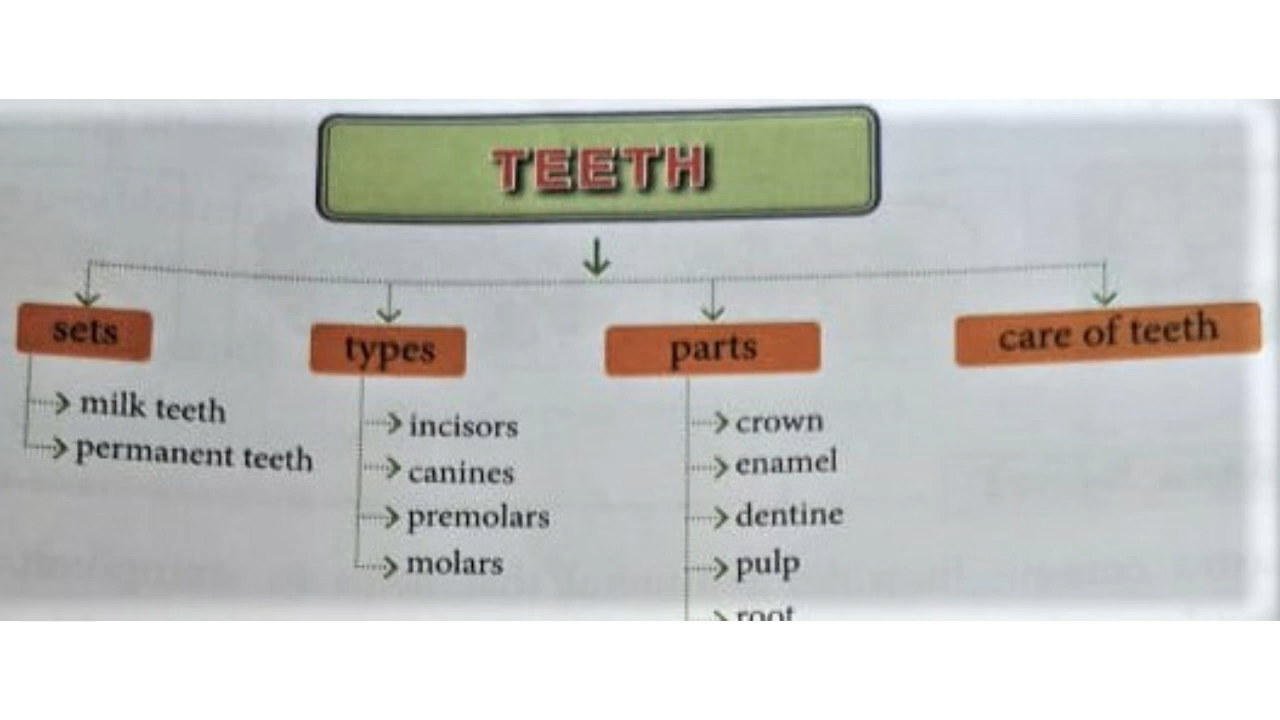 TEETH
sets
milk teeth
permanent teeth
types
incisors
canines
premolars
molars
parts
crown
enamel
dentine
pulp
root
care of teeth